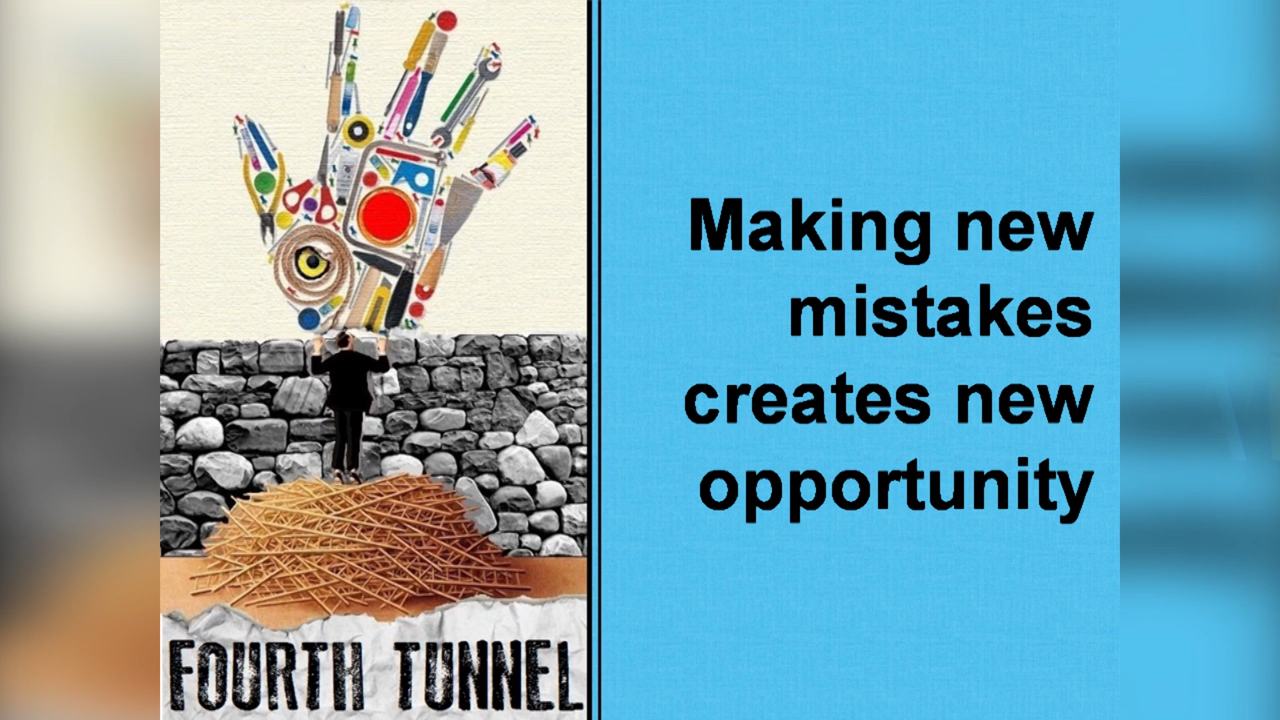 FOURTH TUNNEL
Making new
mistakes
creates new
opportunity